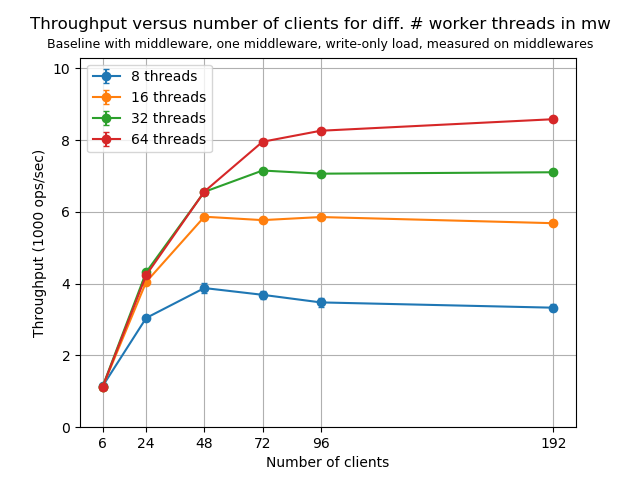 Throughput versus number of clients for diff. # worker threads in mw
Baseline with middleware, one middleware, write-only load, measured on middlewares
10
8
6
4
2
0
Throughput (1000 ops/sec)
8 threads
16 threads
32 threads
64 threads
6
24
48
72
96
192
Number of clients